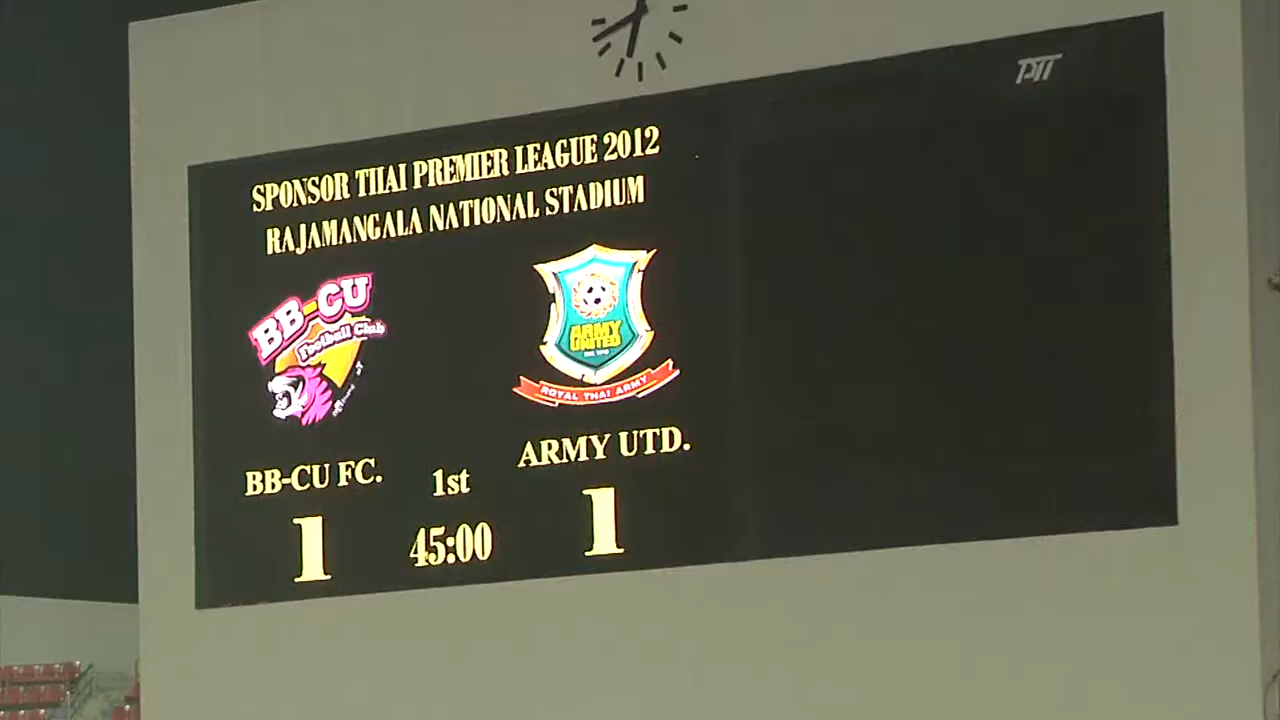 PTT
SPONSOR THAI PREMIER LEAGUE 2012
RAJAMANGALA NATIONAL STADIUM
BB-CU
Football Club
ARMY
UNITED
ROYAL THAI ARMY
BB-CU FC.
1st
ARMY UTD.
1
45:00
1